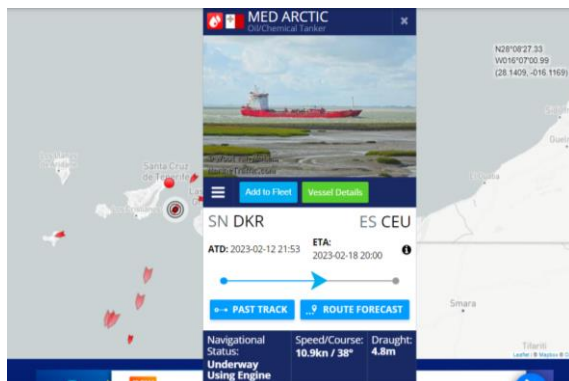 MED ARCTIC
Oil/Chemical Tanker
×
N28°08'27.33
W016°07'00.99
(28.1409, -016.1169)
Santa Cruz
de Tenerife
Add to Fleet
Vessel Details
SN DKR
ES CEU
ATD: 2023-02-12 21:53
ETA:
2023-02-18 20:00
PAST TRACK
ROUTE FORECAST
Smara
Tifariti
Navigational
Status:
Underway
Using Engine
Speed/Course:
10.9kn / 38°
Draught:
4.8m